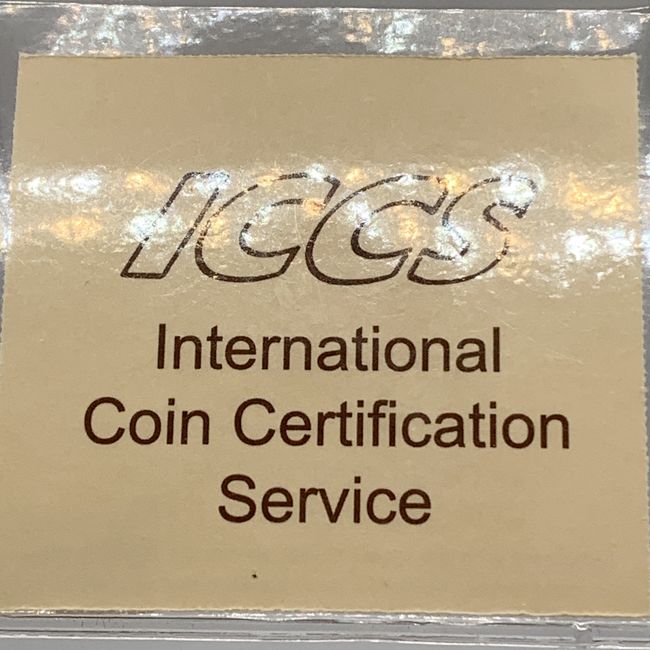 ICCS
International
Coin Certification
Service